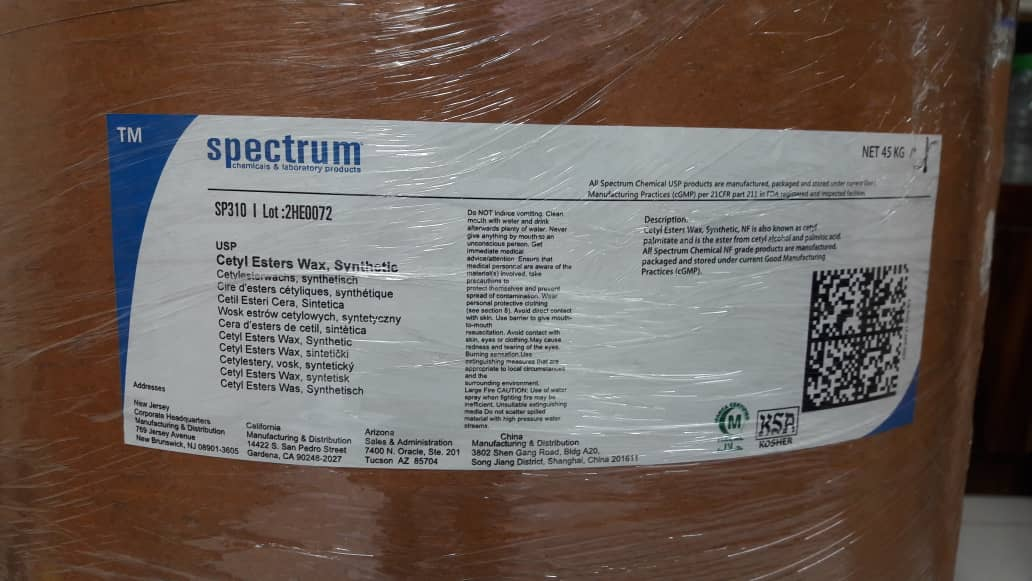 TM
spectrum
chemicals & laboratory products
NET 45 KG
All Spectrum Chemical USP products are manufactured, packaged and stored under current
Manufacturing Practices (cGMP) per 21CFR part 211 in FDA registered and inspected facilities
SP310 | Lot :2HE0072
USP
Cetyl Esters Wax, Synthetic
Cetylesterwachs, synthetisch
Cire d'esters cétyliques, synthétique
Cetil Esteri Cera, Sintetica
Wosk estrów cetylowych, syntetyczny
Cera d'esters de cetil, sintètica
Cetyl Esters Wax, Synthetic
Cetyl Esters Wax, sintetički
Cetylestery, vosk, syntetický
Cetyl Esters Wax, syntetisk
Cetyl Esters Was, Synthetisch
Do NOT Indirce vomiting. Clean
mouth with water and drink
afterwards plenty of water. Never
give anything by mouth to an
unconscious person. Get
immediate medical
advice/attention Ensure that
medical personnal are aware of the
material(s) involved, take
precautions to
protect themselves and prevent
spread of contamination. Wear
personal protective clothing
(see section 8). Avoid direct contact
with skin. Use barrier to give mouth-
to-mouth
resuscitation. Avoid contact with
skin, eyes or clothing.May cause
redness and tearing of the eyes.
Burning sensation.Use
extinguishing measures that are
appropriate to local circumstances
and the
surrounding environment.
Large Fire CAUTION: Use of water
spray when fighting fire may be
inefficient. Unsuitable extinguishing
media Do not scatter spilled
material with high pressure water
streams.
Description.
Cetyl Esters Wax, Synthetic, NF is also known as cetyl
palmitate and is the ester from cetyl alcohol and palmitic acid.
All Spectrum Chemical NF grade products are manufactured,
packaged and stored under current Good Manufacturing
Practices (cGMP).
M
KSA
KOSHER
Addresses
New Jersey
Corporate Headquarters
Manufacturing & Distribution
769 Jersey Avenue
New Brunswick, NJ 08901-3605
California
Manufacturing & Distribution
14422 S. San Pedro Street
Gardena, CA 90248-2027
Arizona
Sales & Administration
7400 N. Oracle, Ste. 201
Tucson AZ 85704
China
Manufacturing & Distribution
3802 Shen Gang Road, Bldg A20,
Song Jiang District, Shanghai, China 201611